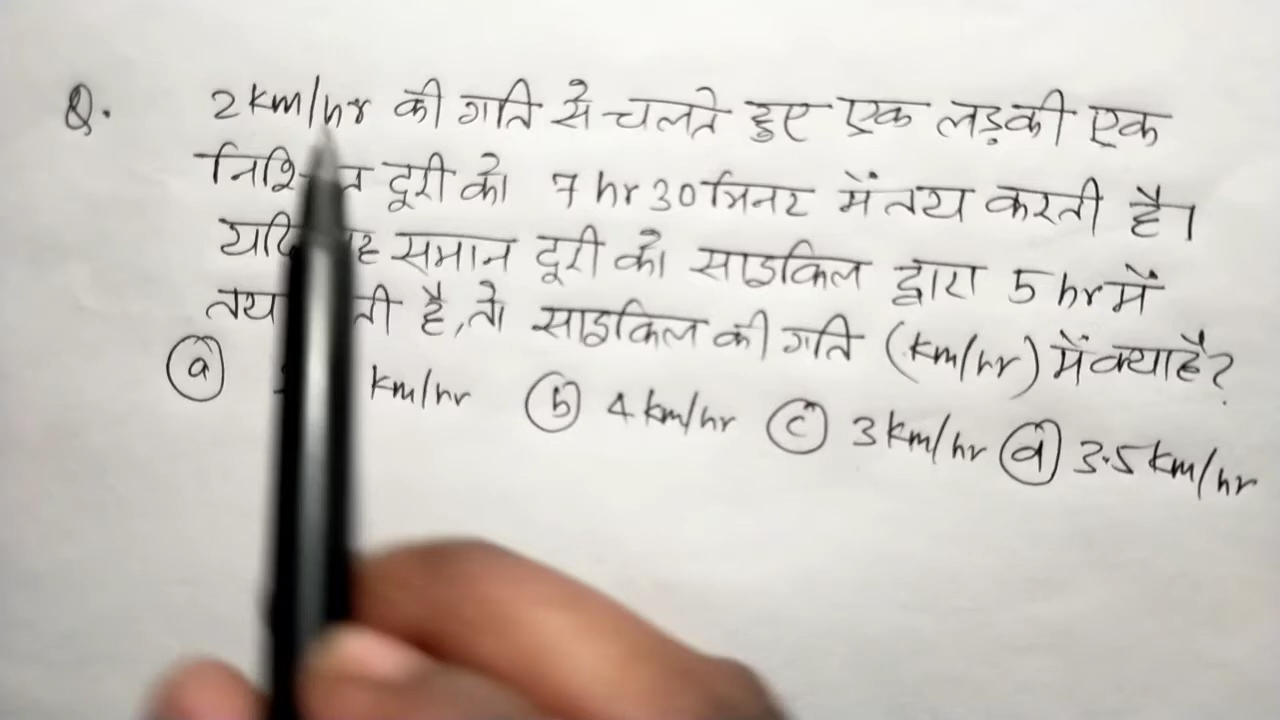 Q. 2km/hr की गति से चलते हुए एक लड़की एक
दूरी को 7 hr 30 मिनट में तय करती है।
समान दूरी को साइकिल द्वारा 5 hr में
है, तो साइकिल की गति (km/hr) में क्या है?
(a) km/hr (b) 4 km/hr (c) 3 km/hr (d) 3.5 km/hr